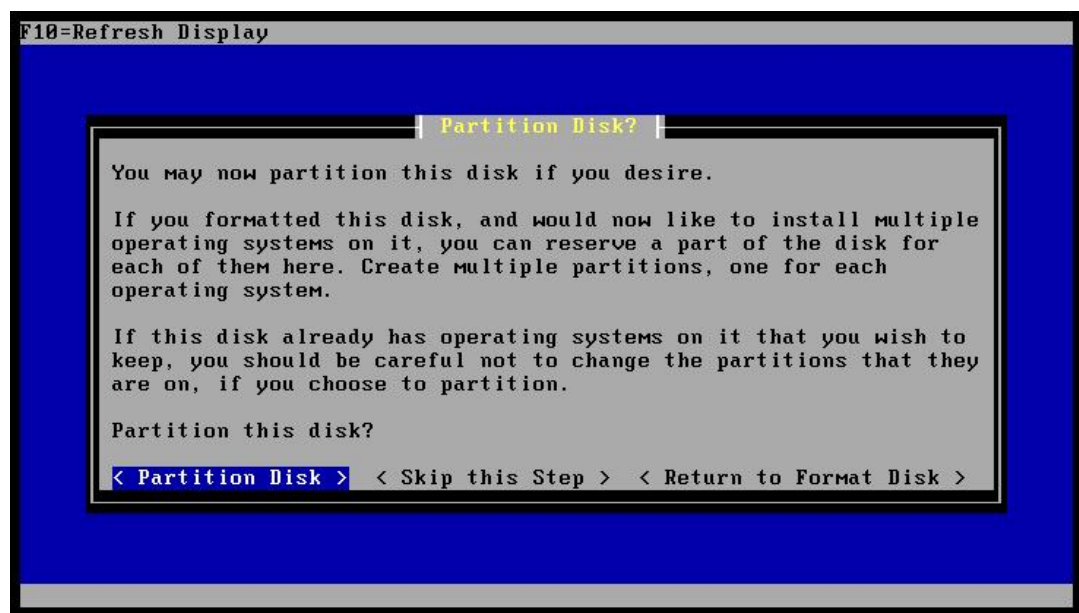 F10=Refresh Display
Partition Disk?
You may now partition this disk if you desire.
If you formatted this disk, and would now like to install multiple
operating systems on it, you can reserve a part of the disk for
each of them here. Create multiple partitions, one for each
operating system.
If this disk already has operating systems on it that you wish to
keep, you should be careful not to change the partitions that they
are on, if you choose to partition.
Partition this disk?
< Partition Disk > < Skip this Step > < Return to Format Disk >